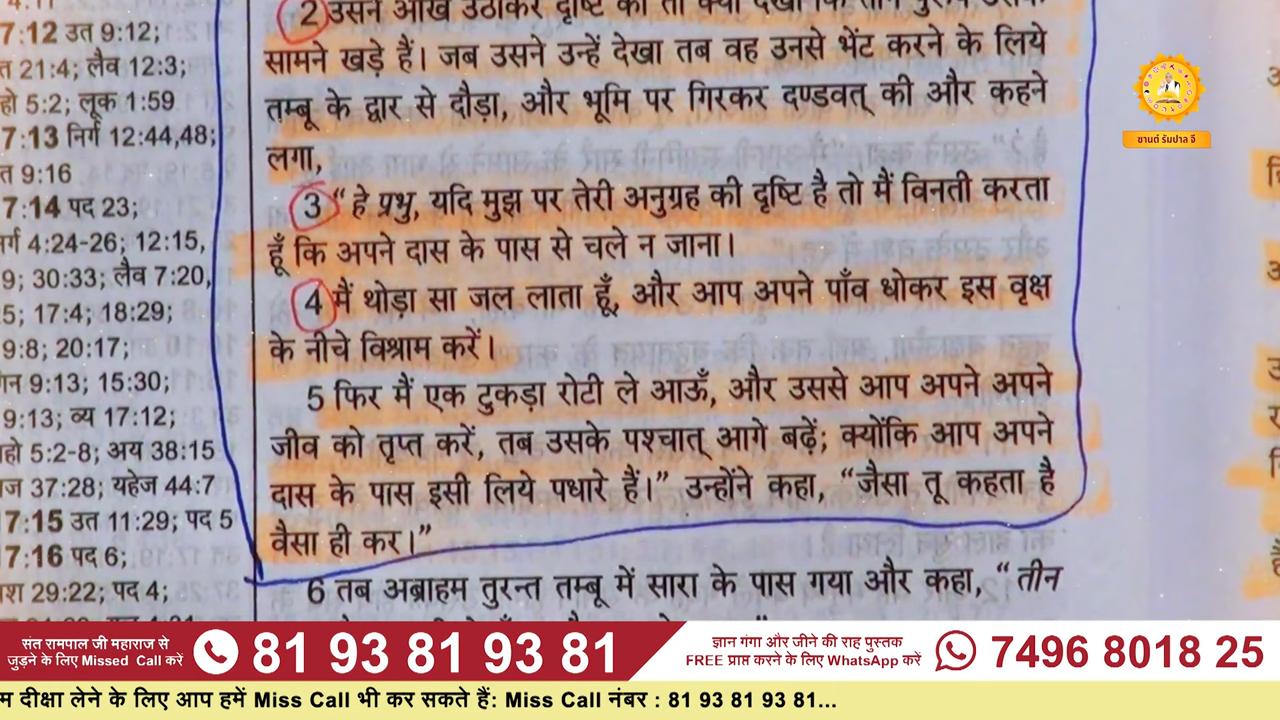 7:12 उत 9:12;
त 21:4; लैव 12:3;
हो 5:2; लूक 1:59
7:13 निर्ग 12:44,48;
त 9:16
7:14 पद 23;
नर्ग 4:24-26; 12:15,
9; 30:33; लैव 7:20,
5; 17:4; 18:29;
9:8; 20:17;
गन 9:13; 15:30;
9:13; व्य 17:12;
हो 5:2-8; अय 38:15
ज 37:28; यहेज 44:7
7:15 उत 11:29; पद 5
7:16 पद 6;
श 29:22; पद 4;
2 उसने आँखें उठाकर दृष्टि की तो क्या देखा कि तीन पुरुष उसके
सामने खड़े हैं। जब उसने उन्हें देखा तब वह उनसे भेंट करने के लिये
तम्बू के द्वार से दौड़ा, और भूमि पर गिरकर दण्डवत् की और कहने
लगा,
3 "हे प्रभु, यदि मुझ पर तेरी अनुग्रह की दृष्टि है तो मैं विनती करता
हूँ कि अपने दास के पास से चले न जाना।
4 मैं थोड़ा सा जल लाता हूँ, और आप अपने पाँव धोकर इस वृक्ष
के नीचे विश्राम करें।
5 फिर मैं एक टुकड़ा रोटी ले आऊँ, और उससे आप अपने अपने
जीव को तृप्त करें, तब उसके पश्चात् आगे बढ़ें; क्योंकि आप अपने
दास के पास इसी लिये पधारे हैं।" उन्होंने कहा, "जैसा तू कहता है
वैसा ही कर।"
6 तब अब्राहम तुरन्त तम्बू में सारा के पास गया और कहा, "तीन
ਸਾਨਤੰ ਰੰਮਪਾਲ ਜੀ
संत रामपाल जी महाराज से
जुड़ने के लिए Missed Call करें
81 93 81 93 81
ज्ञान गंगा और जीने की राह पुस्तक
FREE प्राप्त करने के लिए WhatsApp करें
7496 8018 25
म दीक्षा लेने के लिए आप हमें Miss Call भी कर सकते हैं: Miss Call नंबर : 81 93 81 93 81...